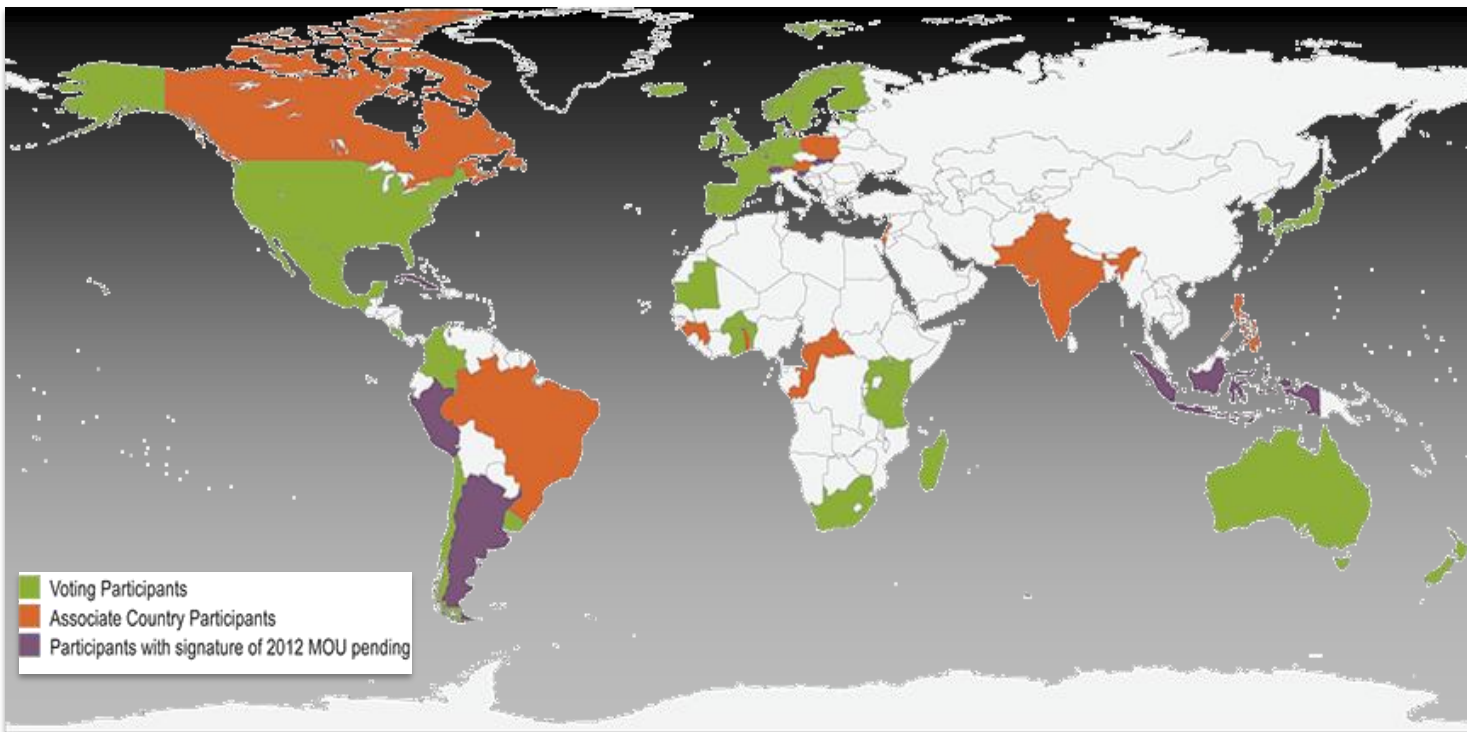 Voting Participants
Associate Country Participants
Participants with signature of 2012 MOU pending